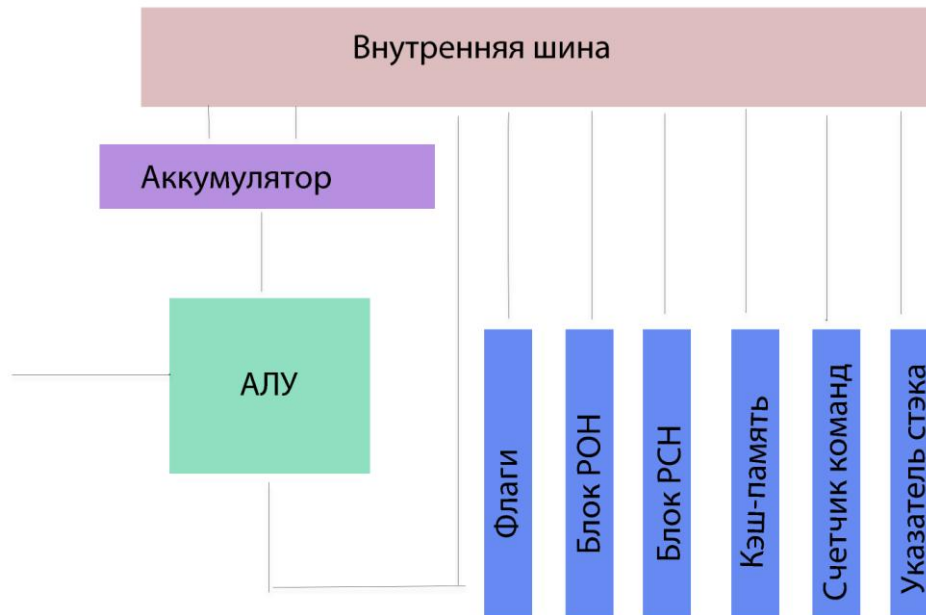 Внутренняя шина
Аккумулятор
АЛУ
Флаги
Блок РОН
Блок РСН
Кэш-память
Счетчик команд
Указатель стэка